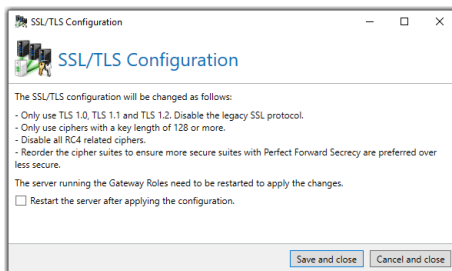 SSL/TLS Configuration
SSL/TLS Configuration
The SSL/TLS configuration will be changed as follows:
- Only use TLS 1.0, TLS 1.1 and TLS 1.2. Disable the legacy SSL protocol.
- Only use ciphers with a key length of 128 or more.
- Disable all RC4 related ciphers.
- Reorder the cipher suites to ensure more secure suites with Perfect Forward Secrecy are preferred over
less secure.
The server running the Gateway Roles need to be restarted to apply the changes.
Restart the server after applying the configuration.
Save and close Cancel and close